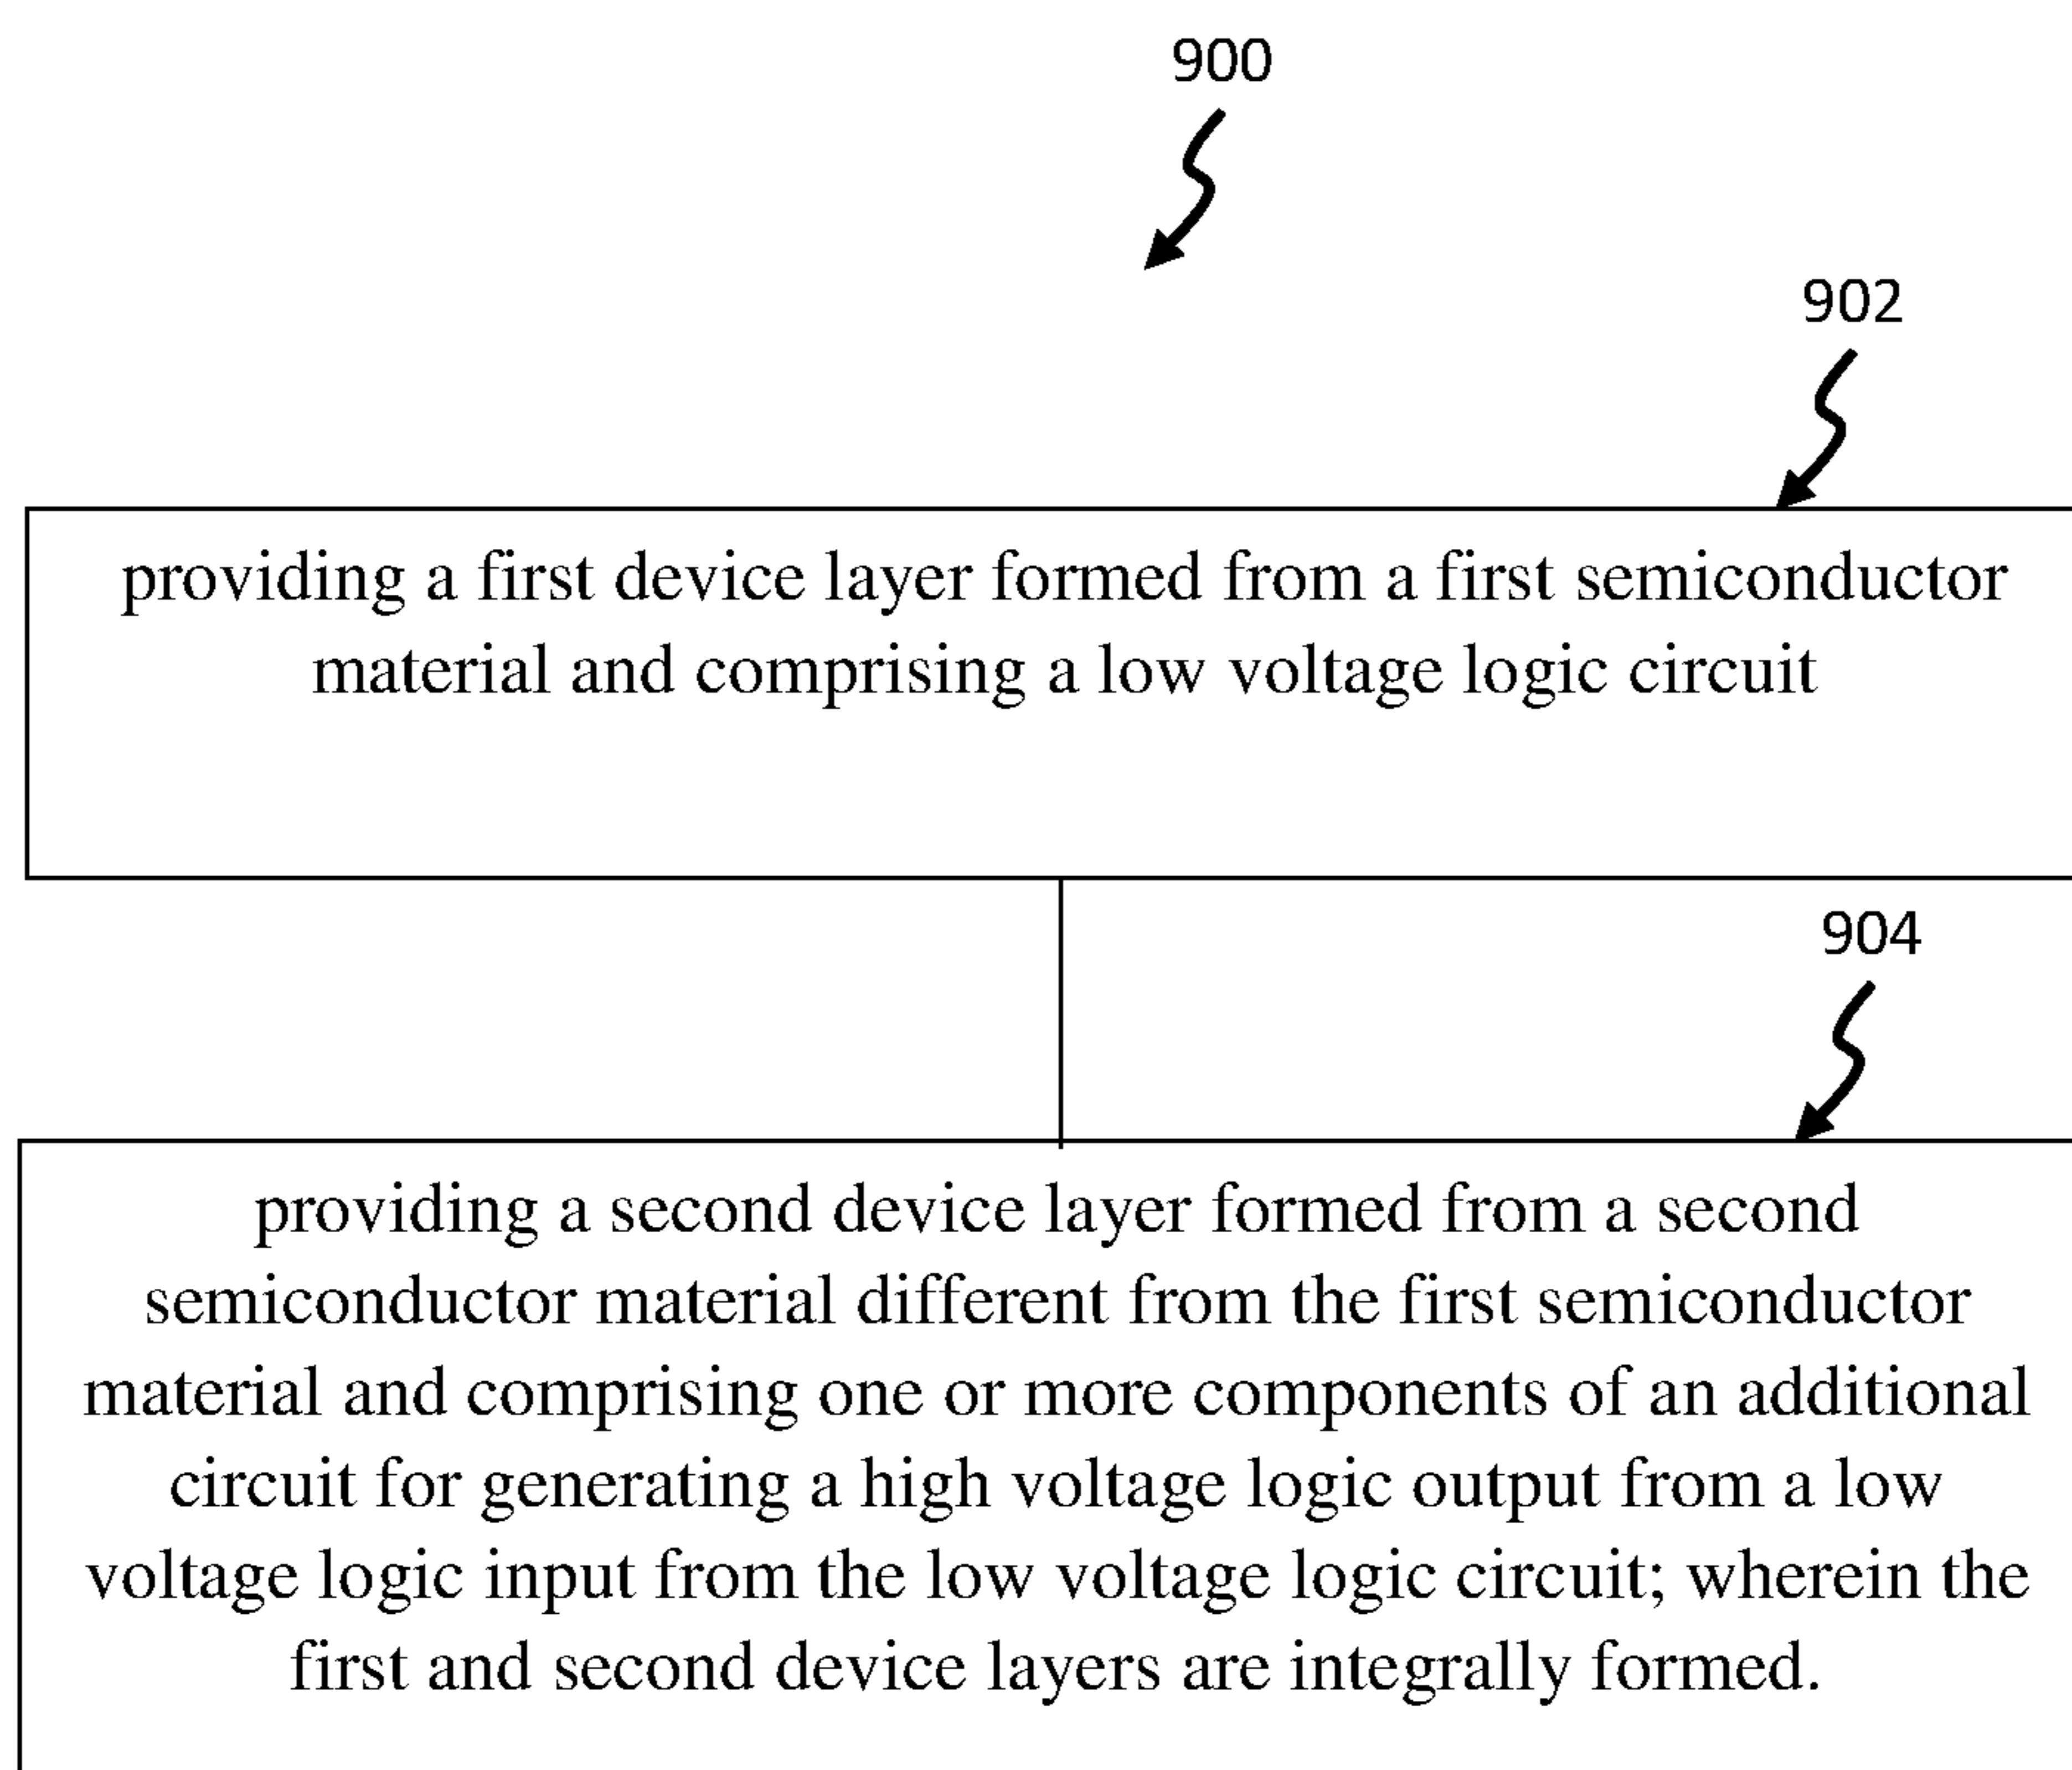 900
902
providing a first device layer formed from a first semiconductor
material and comprising a low voltage logic circuit
904
providing a second device layer formed from a second
semiconductor material different from the first semiconductor
material and comprising one or more components of an additional
circuit for generating a high voltage logic output from a low
voltage logic input from the low voltage logic circuit; wherein the
first and second device layers are integrally formed.